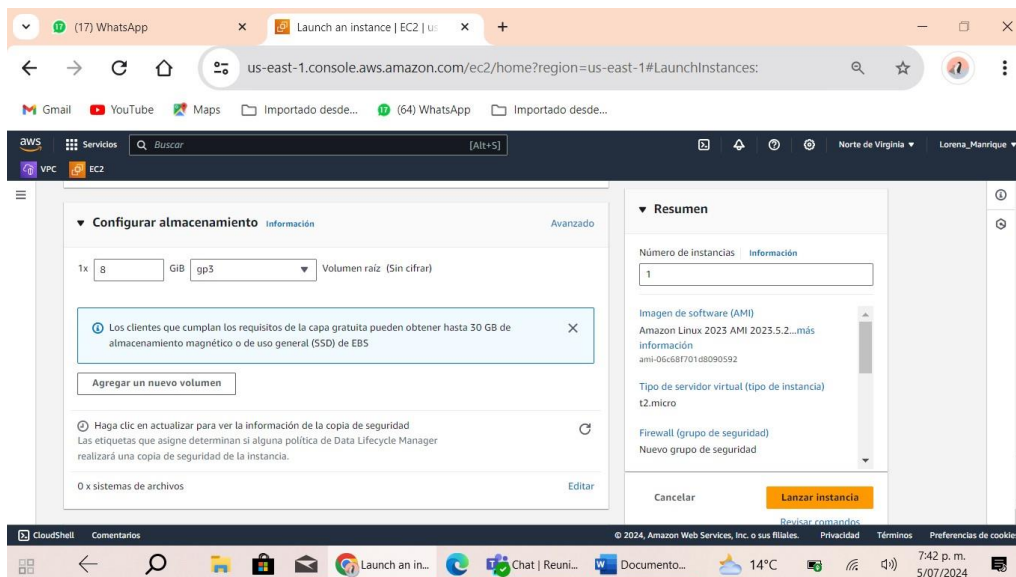 (17) WhatsApp
Launch an instance | EC2 | us
us-east-1.console.aws.amazon.com/ec2/home?region=us-east-1#LaunchInstances:
Gmail YouTube Maps Importado desde... (64) WhatsApp Importado desde...
aws Servicios Buscar [Alt+S] Norte de Virginia Lorena_Manrique
VPC EC2
Configurar almacenamiento Información Avanzado
1x 8 GiB gp3 Volumen raíz (Sin cifrar)
Los clientes que cumplan los requisitos de la capa gratuita pueden obtener hasta 30 GB de
almacenamiento magnético o de uso general (SSD) de EBS
Agregar un nuevo volumen
Haga clic en actualizar para ver la información de la copia de seguridad
Las etiquetas que asigne determinan si alguna política de Data Lifecycle Manager
realizará una copia de seguridad de la instancia.
0 x sistemas de archivos Editar
Resumen
Número de instancias Información
1
Imagen de software (AMI)
Amazon Linux 2023 AMI 2023.5.2...más
información
ami-06c68f701d8090592
Tipo de servidor virtual (tipo de instancia)
t2.micro
Firewall (grupo de seguridad)
Nuevo grupo de seguridad
Cancelar Lanzar instancia
Revisar comandos
CloudShell Comentarios © 2024, Amazon Web Services, Inc. o sus filiales. Privacidad Términos Preferencias de cookie
Launch an in... Chat | Reuni... Documento... 14°C 7:42 p. m.
5/07/2024